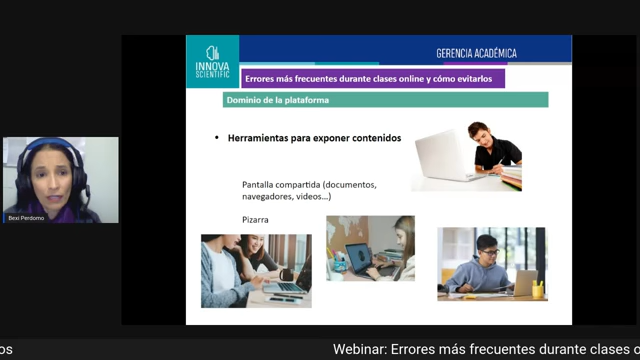 INNOVA
SCIENTIFIC
GERENCIA ACADÉMICA
Errores más frecuentes durante clases online y cómo evitarlos
Dominio de la plataforma
• Herramientas para exponer contenidos
Pantalla compartida (documentos,
navegadores, videos...)
Pizarra
Bexi Perdomo
os
Webinar: Errores más frecuentes durante clases o